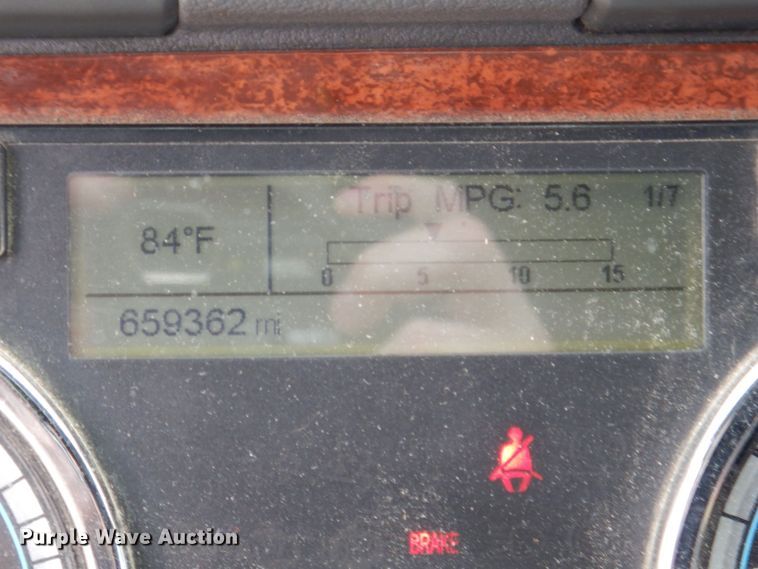 Trip MPG: 5.6 1/7
84°F
0 5 10 15
659362 mi
BRAKE
Purple Wave Auction